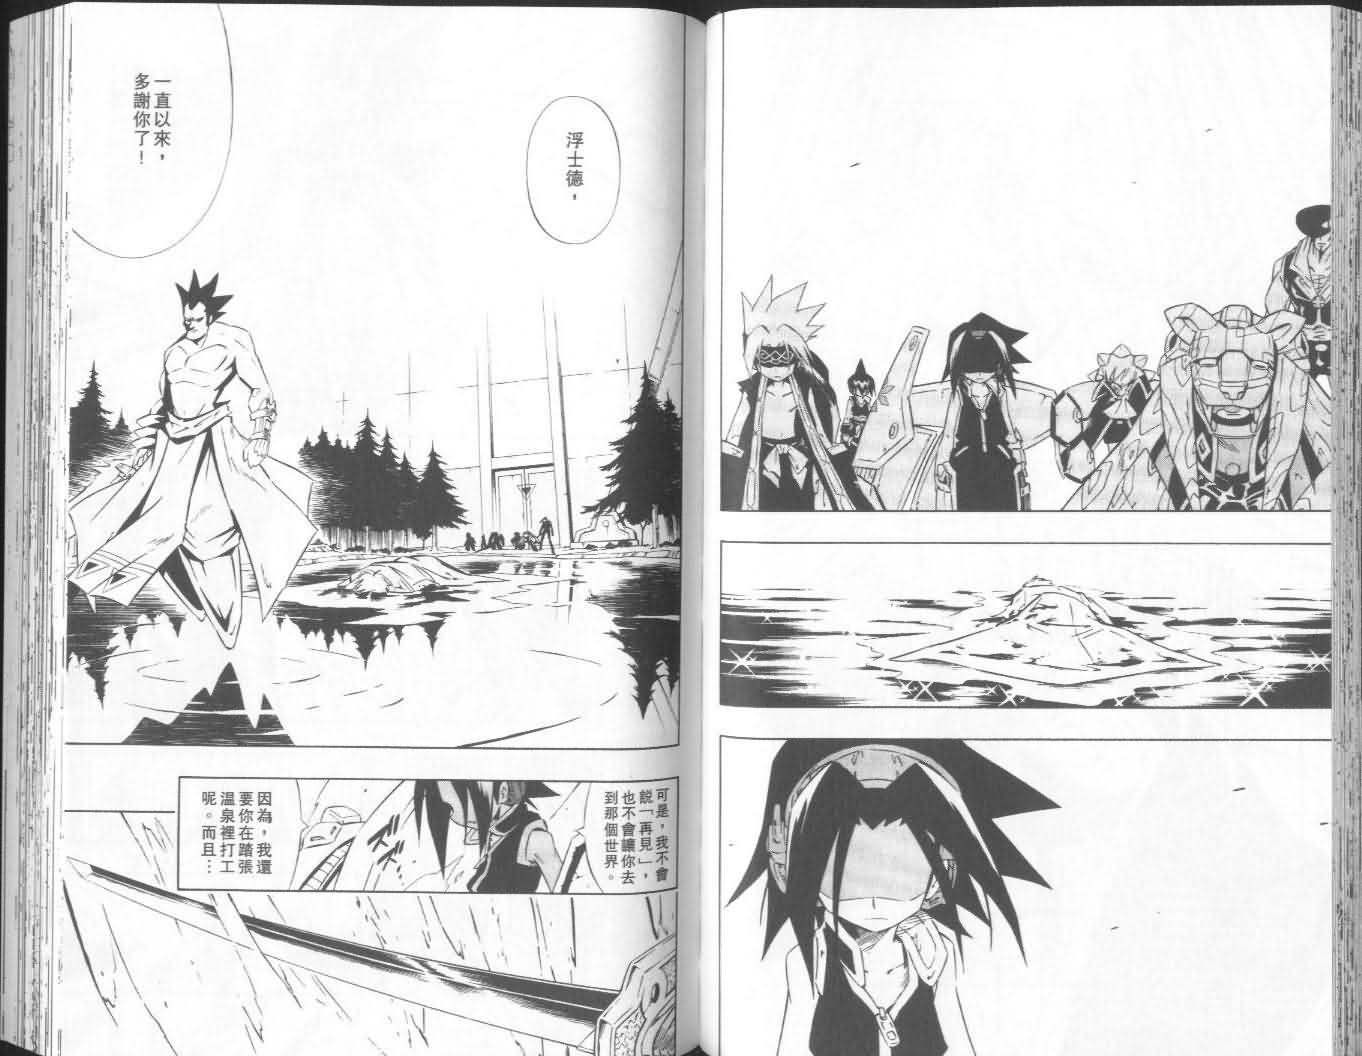 浮士德，
一直以來，
多謝你了！
可是，我不會
說「再見」，
也不會讓你去
到那個世界。
因為，我還
要你在踏張
溫泉裡打工
呢。而且…